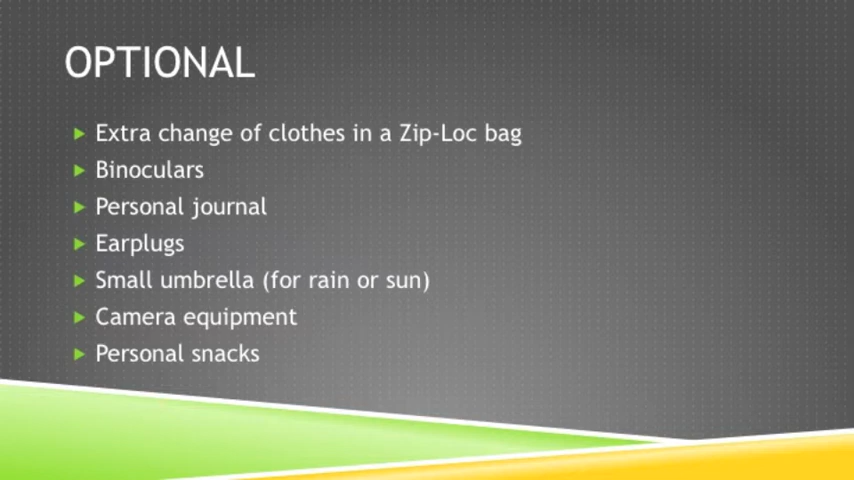 OPTIONAL
Extra change of clothes in a Zip-Loc bag
Binoculars
Personal journal
Earplugs
Small umbrella (for rain or sun)
Camera equipment
Personal snacks